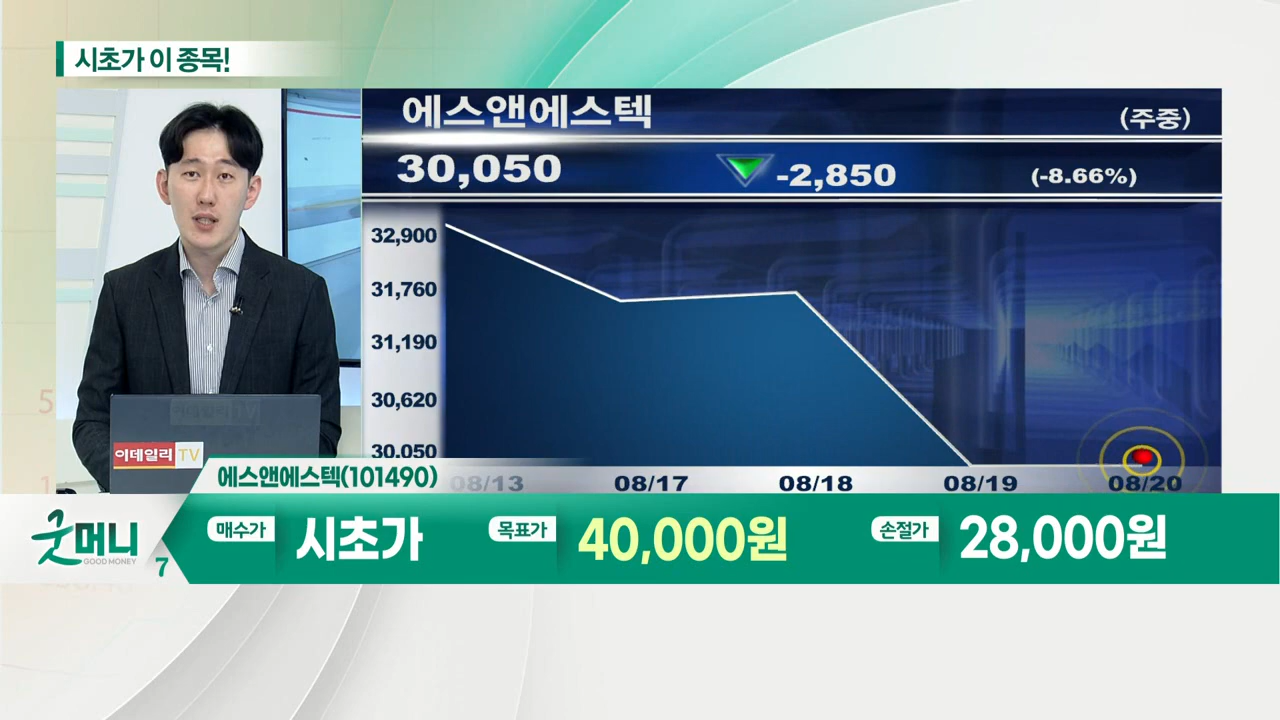 시초가 이 종목!
에스앤에스텍 (주중)
30,050 -2,850 (-8.66%)
32,900
31,760
31,190
30,620
30,050
08/13 08/17 08/18 08/19 08/20
이데일리 TV
에스앤에스텍(101490)
굿머니
GOOD MONEY
7
매수가 시초가 목표가 40,000원 손절가 28,000원